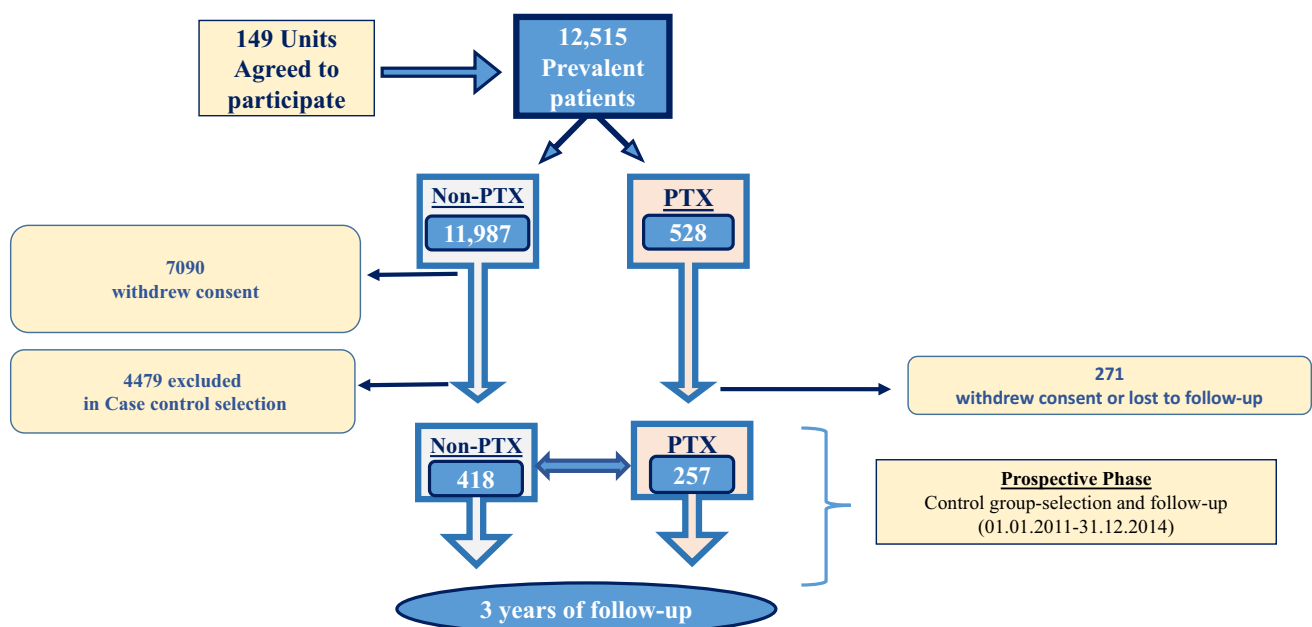 149 Units
Agreed to
participate
12,515
Prevalent
patients
Non-PTX
11,987
PTX
528
7090
withdrew consent
4479 excluded
in Case control selection
271
withdrew consent or lost to follow-up
Non-PTX
418
PTX
257
Prospective Phase
Control group-selection and follow-up
(01.01.2011-31.12.2014)
3 years of follow-up